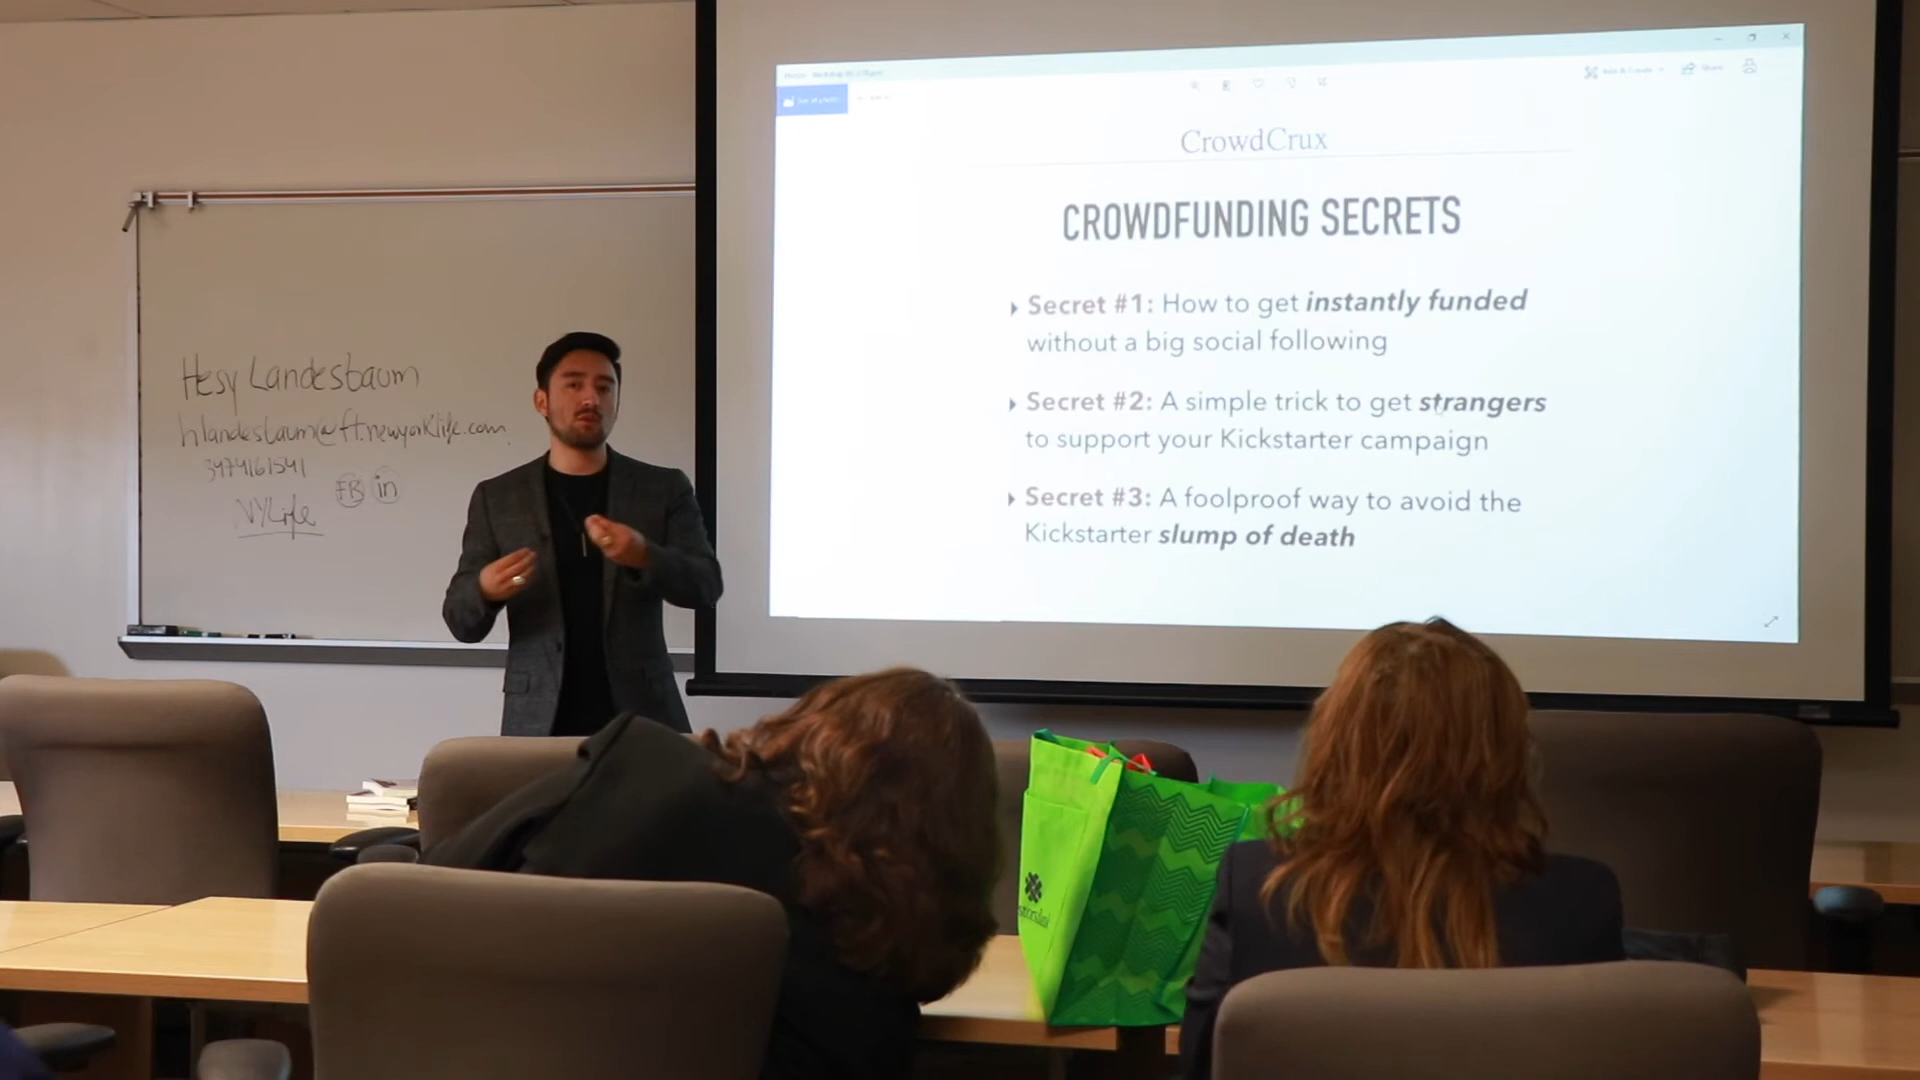 Hesy Landesbaum
hlandesbaum@ft.newyorklife.com
3474161541
FB in
NYLife
Share
CrowdCrux
CROWDFUNDING SECRETS
Secret #1: How to get instantly funded
without a big social following
Secret #2: A simple trick to get strangers
to support your Kickstarter campaign
Secret #3: A foolproof way to avoid the
Kickstarter slump of death